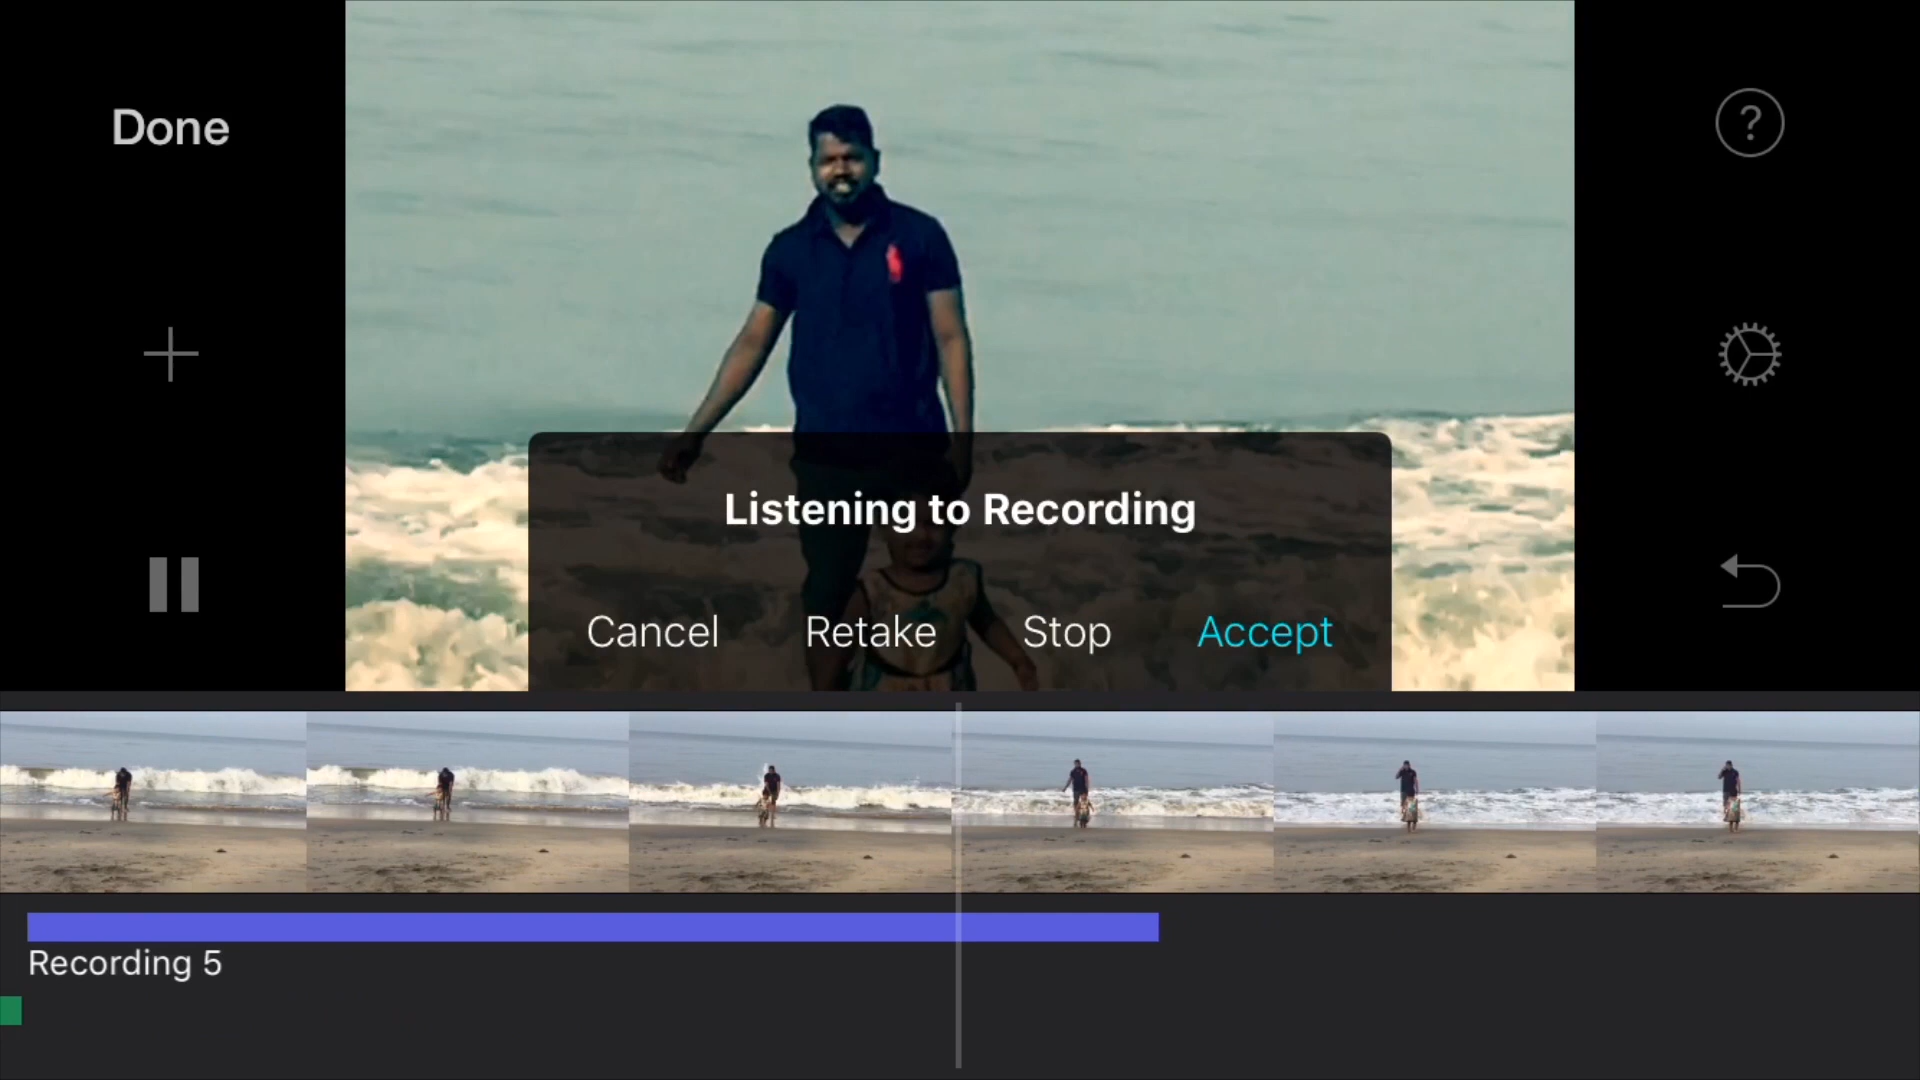 Done
?
Listening to Recording
Cancel Retake Stop Accept
Recording 5